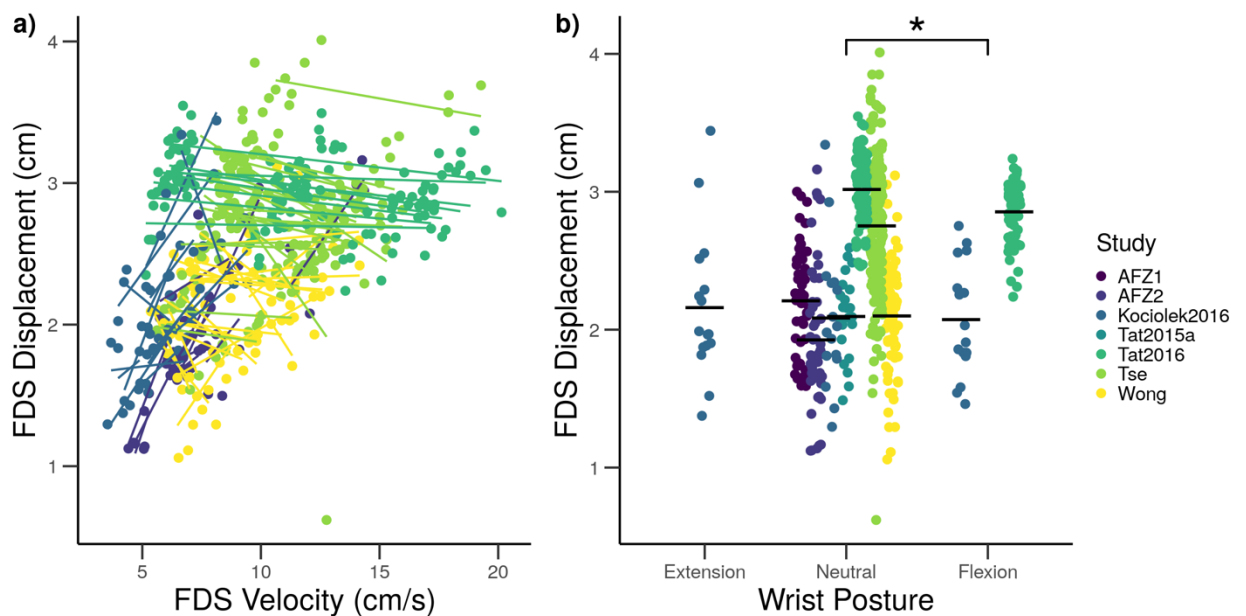 a)
FDS Displacement (cm)
4
3
2
1
5
10
15
20
FDS Velocity (cm/s)
b)
*
FDS Displacement (cm)
4
3
2
1
Extension
Neutral
Flexion
Wrist Posture
Study
AFZ1
AFZ2
Kociolek2016
Tat2015a
Tat2016
Tse
Wong